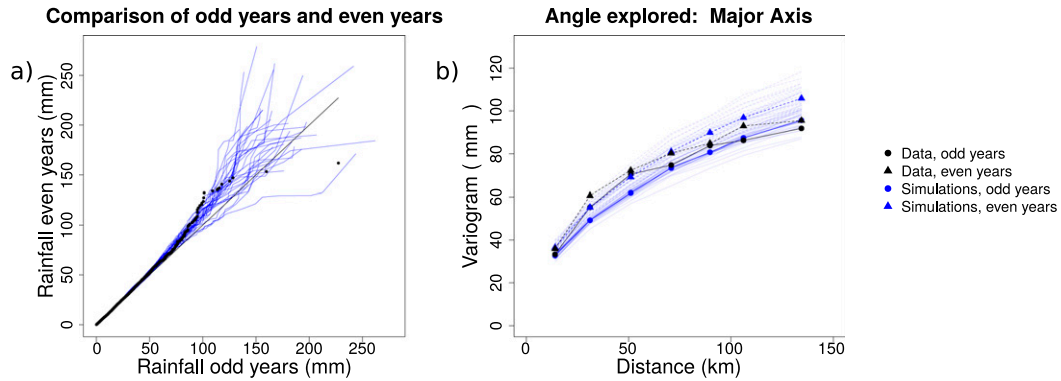 Comparison of odd years and even years
a)
Rainfall even years (mm)
0 50 100 150 200 250
0 50 100 150 200 250
Rainfall odd years (mm)
Angle explored: Major Axis
b)
Variogram ( mm )
0 20 40 60 80 100 120
0 50 100 150
Distance (km)
Data, odd years
Data, even years
Simulations, odd years
Simulations, even years